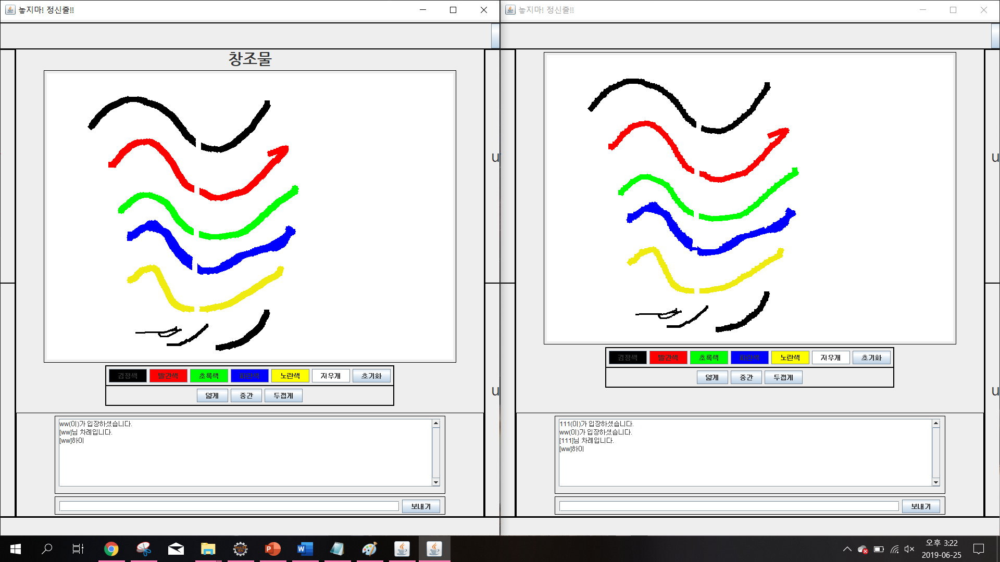 놓지마! 정신줄!!
창조물
u
검정색 빨간색 초록색 파란색 노란색 지우개 초기화
얇게 중간 두껍게
u
ww(이)가 입장하셨습니다.
[ww]님 차례입니다.
[ww]하이
보내기
놓지마! 정신줄!!
u
검정색 빨간색 초록색 파란색 노란색 지우개 초기화
얇게 중간 두껍게
u
111(이)가 입장하셨습니다.
ww(이)가 입장하셨습니다.
[111]님 차례입니다.
[ww]하이
보내기
오후 3:22
2019-06-25